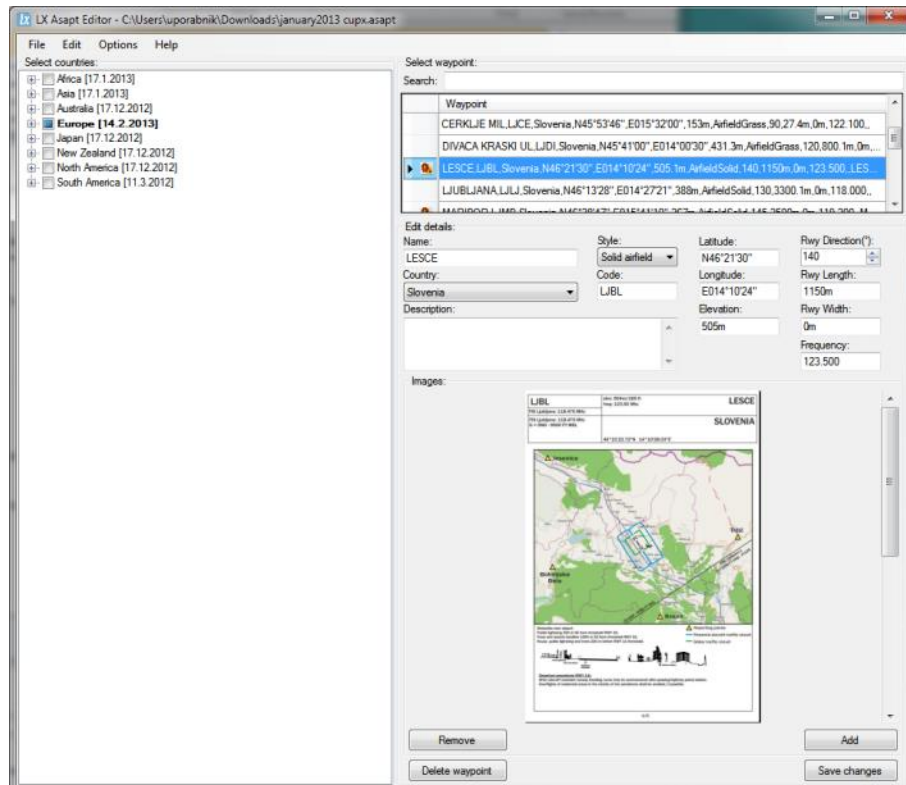 LX Asapt Editor - C:\Users\uporabnik\Downloads\january2013 cupx.asapt
File Edit Options Help
Select countries:
Africa [17.1.2013]
Asia [17.1.2013]
Australia [17.12.2012]
Europe [14.2.2013]
Japan [17.12.2012]
New Zealand [17.12.2012]
North America [17.12.2012]
South America [11.3.2012]
Select waypoint:
Search:
Waypoint
CERKLJE MIL,LJCE,Slovenia,N45°53'46",E015°32'00",153m,AirfieldGrass,90,27.4m,0m,122.100,,
DIVACA KRASKI UL,LJDI,Slovenia,N45°41'00",E014°00'30",431.3m,AirfieldGrass,120,800.1m,0m,...
LESCE,LJBL,Slovenia,N46°21'30",E014°10'24",505.1m,AirfieldSolid,140,1150m,0m,123.500,,LES...
LJUBLJANA,LJLJ,Slovenia,N46°13'28",E014°27'21",388m,AirfieldSolid,130,3300.1m,0m,118.000,,
Edit details:
Name: Style: Latitude: Rwy Direction(°):
LESCE Solid airfield N46°21'30" 140
Country: Code: Longitude: Rwy Length:
Slovenia LJBL E014°10'24" 1150m
Description: Elevation: Rwy Width:
505m 0m
Frequency:
123.500
Images:
LJBL LESCE
SLOVENIA
Jesenice
Bohinjska
Bela
Reporting points
Remove Add
Delete waypoint Save changes